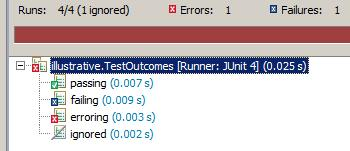 Runs: 4/4 (1 ignored) Errors: 1 Failures: 1
illustrative.TestOutcomes [Runner: JUnit 4] (0.025 s)
passing (0.007 s)
failing (0.009 s)
erroring (0.003 s)
ignored (0.002 s)